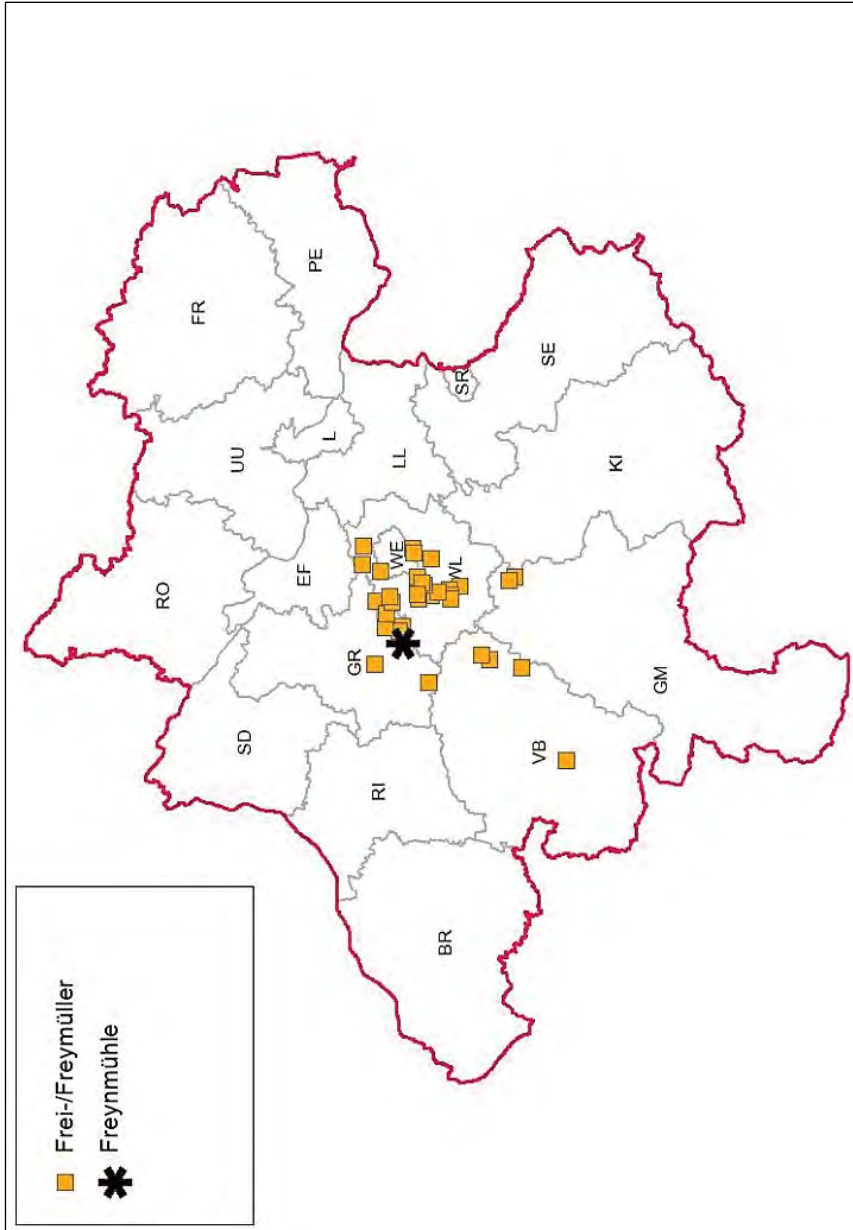 Frei-/Freymüller
Freynmühle
RO
FR
UU
SD
EF
L
PE
GR
WE
LL
RI
WL
SR
SE
BR
VB
KI
GM